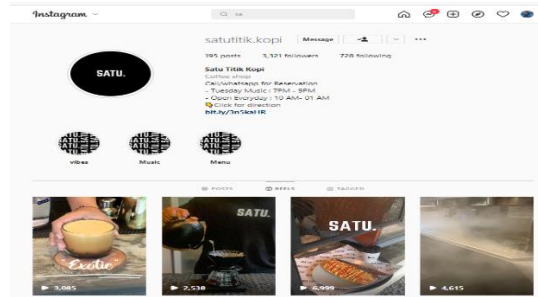 Instagram
satutitik.kopi Message
195 posts 3,321 followers 728 following
SATU.
Satu Titik Kopi
Coffee shop
Call/whatsapp for Reservation
- Tuesday Music : 7PM - 9PM
- Open Everyday : 10 AM- 01 AM
Click for direction
vibes Music Menu
POSTS REELS TAGGED
SATU.
SATU.
Exotic
3,085 2,538 6,999 4,615